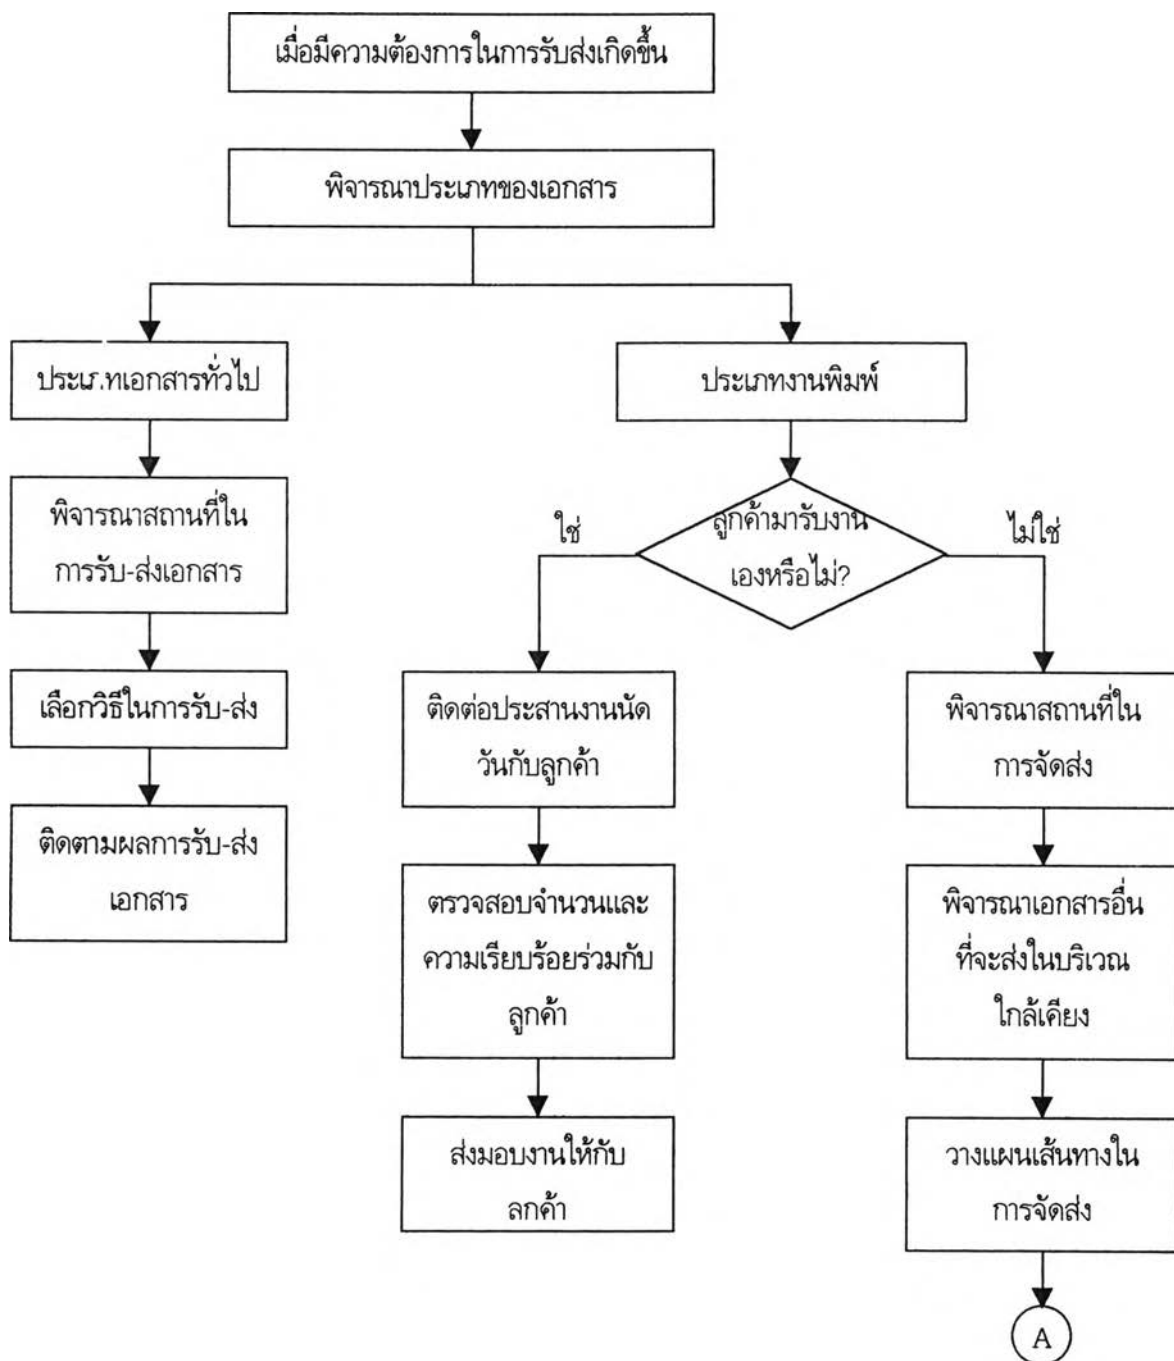 เมื่อมีความต้องการในการรับส่งเกิดขึ้น
พิจารณาประเภทของเอกสาร
ประเภทเอกสารทั่วไป
ประเภทงานพิมพ์
พิจารณาสถานที่ใน
การรับ-ส่งเอกสาร
ลูกค้ามารับงาน
เองหรือไม่?
ใช่
ไม่ใช่
เลือกวิธีในการรับ-ส่ง
ติดต่อประสานงานนัด
วันกับลูกค้า
พิจารณาสถานที่ใน
การจัดส่ง
ติดตามผลการรับ-ส่ง
เอกสาร
ตรวจสอบจำนวนและ
ความเรียบร้อยร่วมกับ
ลูกค้า
พิจารณาเอกสารอื่น
ที่จะส่งในบริเวณ
ใกล้เคียง
ส่งมอบงานให้กับ
ลกค้า
วางแผนเส้นทางใน
การจัดส่ง
A